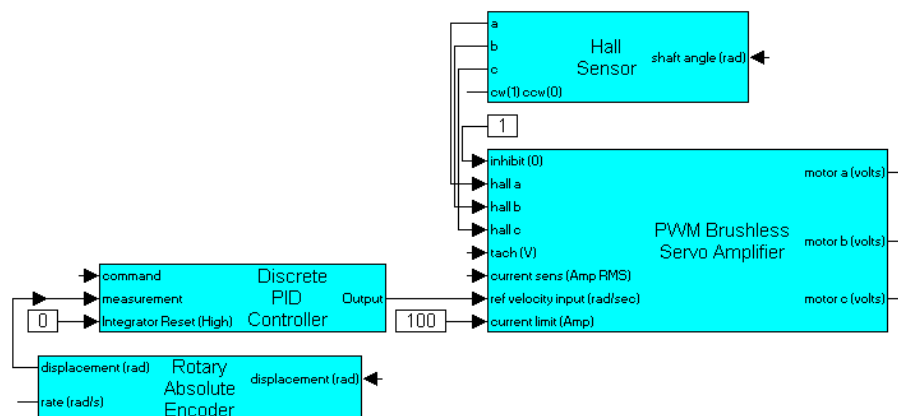 a
b
c
cw(1) ccw(0)
Hall
Sensor
shaft angle (rad)
1
inhibit (0)
hall a
hall b
hall c
tach (V)
current sens (Amp RMS)
ref velocity input (rad/sec)
current limit (Amp)
PWM Brushless
Servo Amplifier
motor a (volts)
motor b (volts)
motor c (volts)
command
measurement
Integrator Reset (High)
Discrete
PID
Controller
Output
0
100
displacement (rad)
rate (rad/s)
Rotary
Absolute
Encoder
displacement (rad)